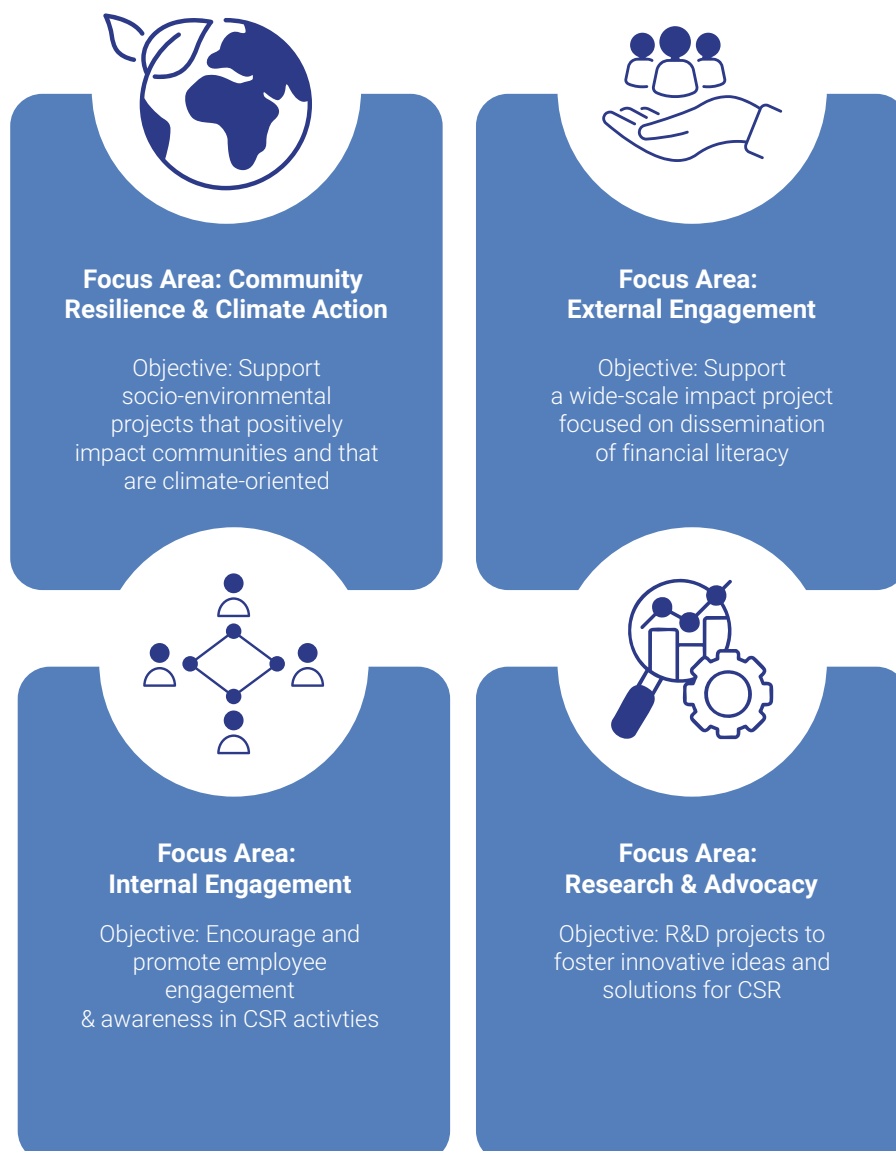 Focus Area: Community
Resilience & Climate Action
Objective: Support
socio-environmental
projects that positively
impact communities and that
are climate-oriented
Focus Area:
External Engagement
Objective: Support
a wide-scale impact project
focused on dissemination
of financial literacy
Focus Area:
Internal Engagement
Objective: Encourage and
promote employee
engagement
& awareness in CSR activties
Focus Area:
Research & Advocacy
Objective: R&D projects to
foster innovative ideas and
solutions for CSR